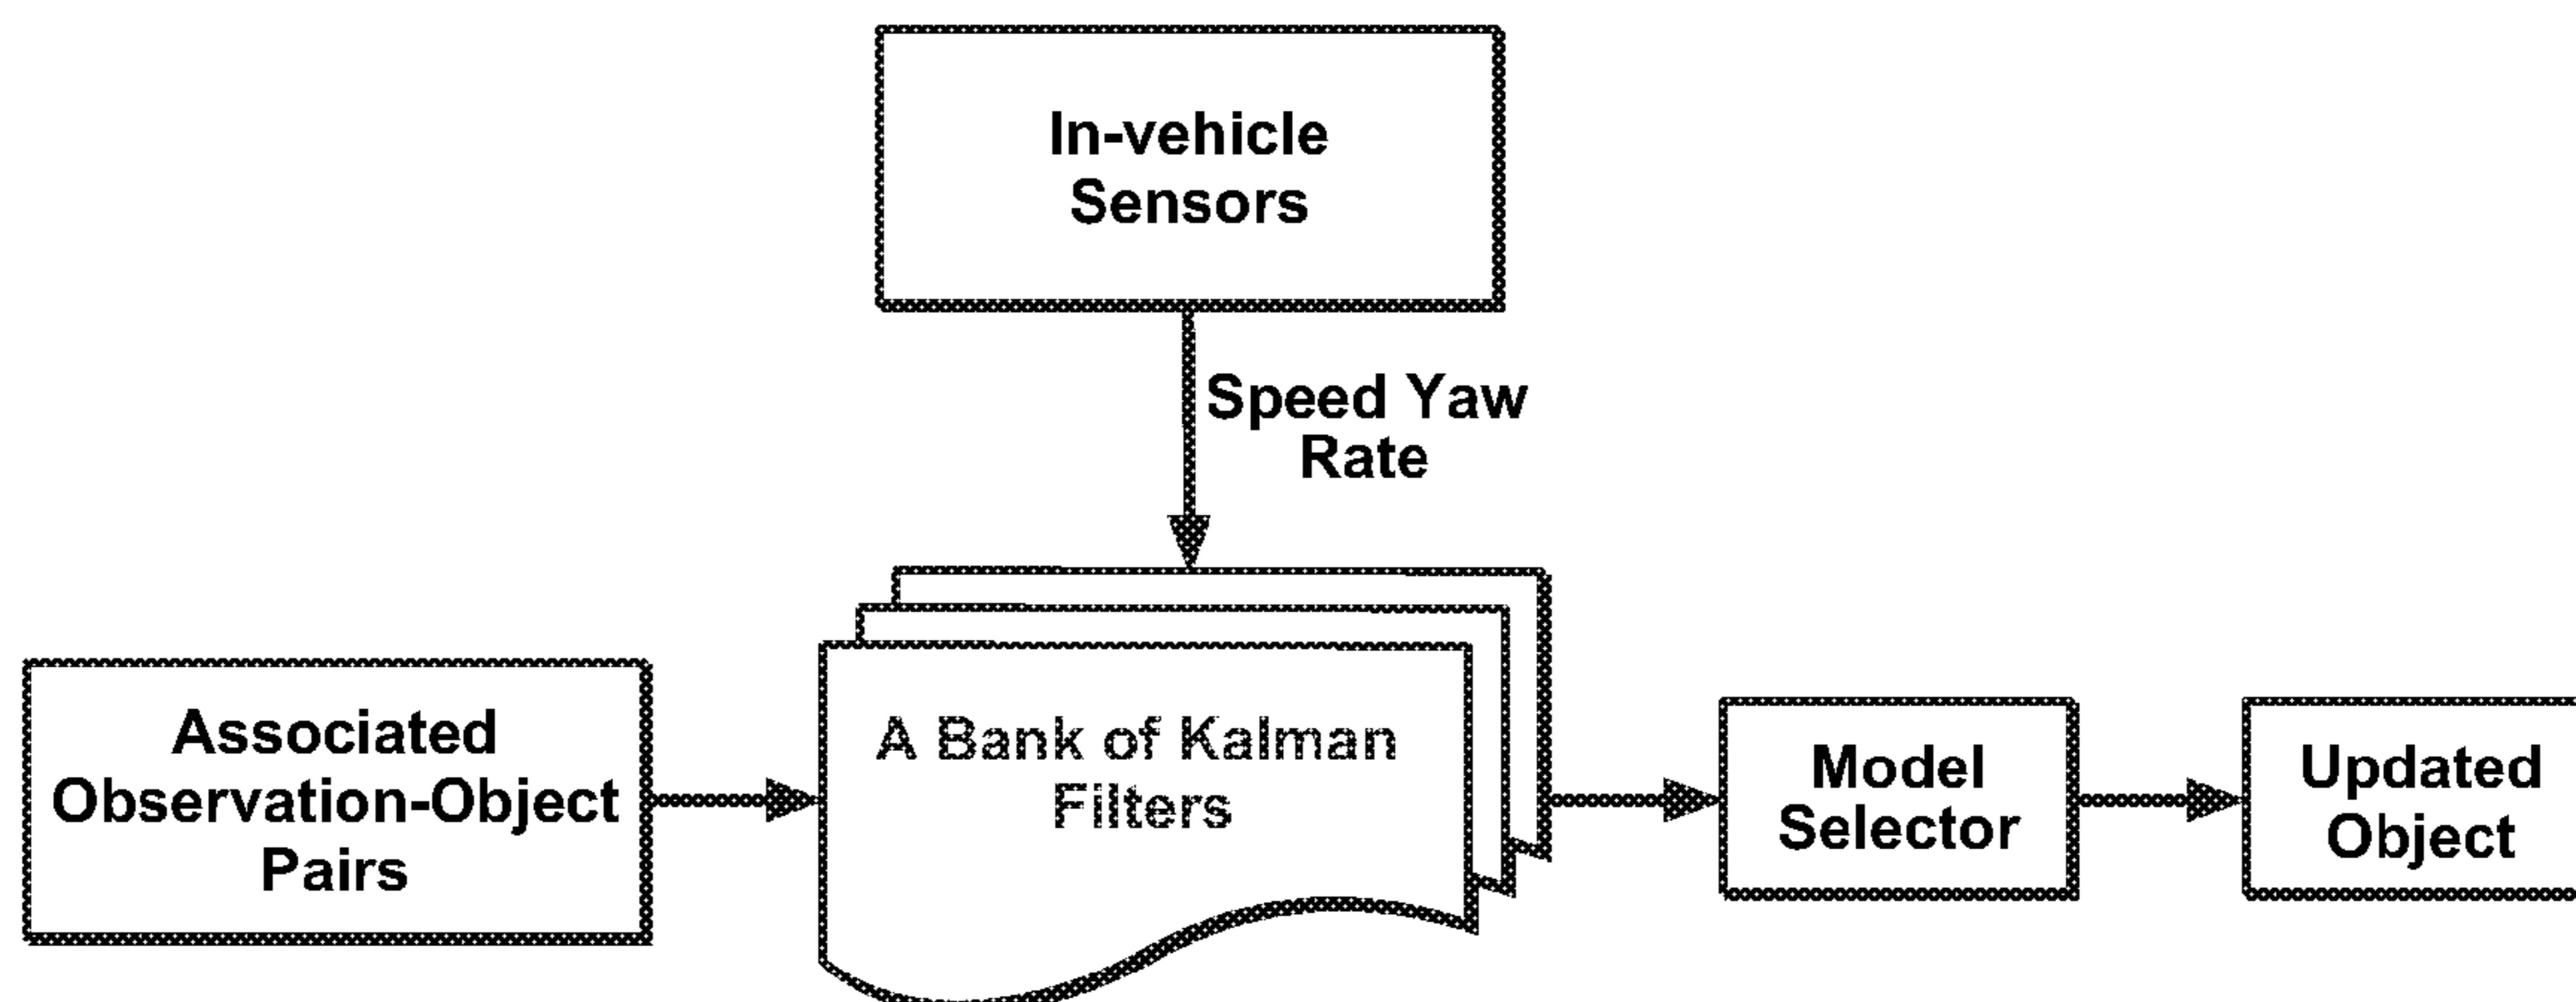 In-vehicle
Sensors
Speed Yaw
Rate
Associated
Observation-Object
Pairs
A Bank of Kalman
Filters
Model
Selector
Updated
Object